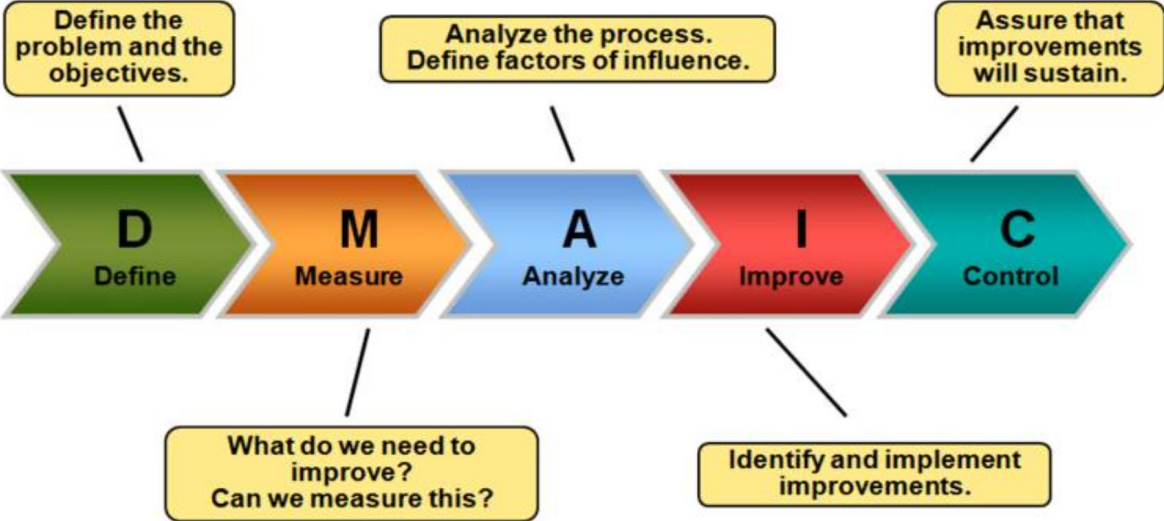 Define the
problem and the
objectives.
Analyze the process.
Define factors of influence.
Assure that
improvements
will sustain.
D
Define
M
Measure
A
Analyze
I
Improve
C
Control
What do we need to
improve?
Can we measure this?
Identify and implement
improvements.